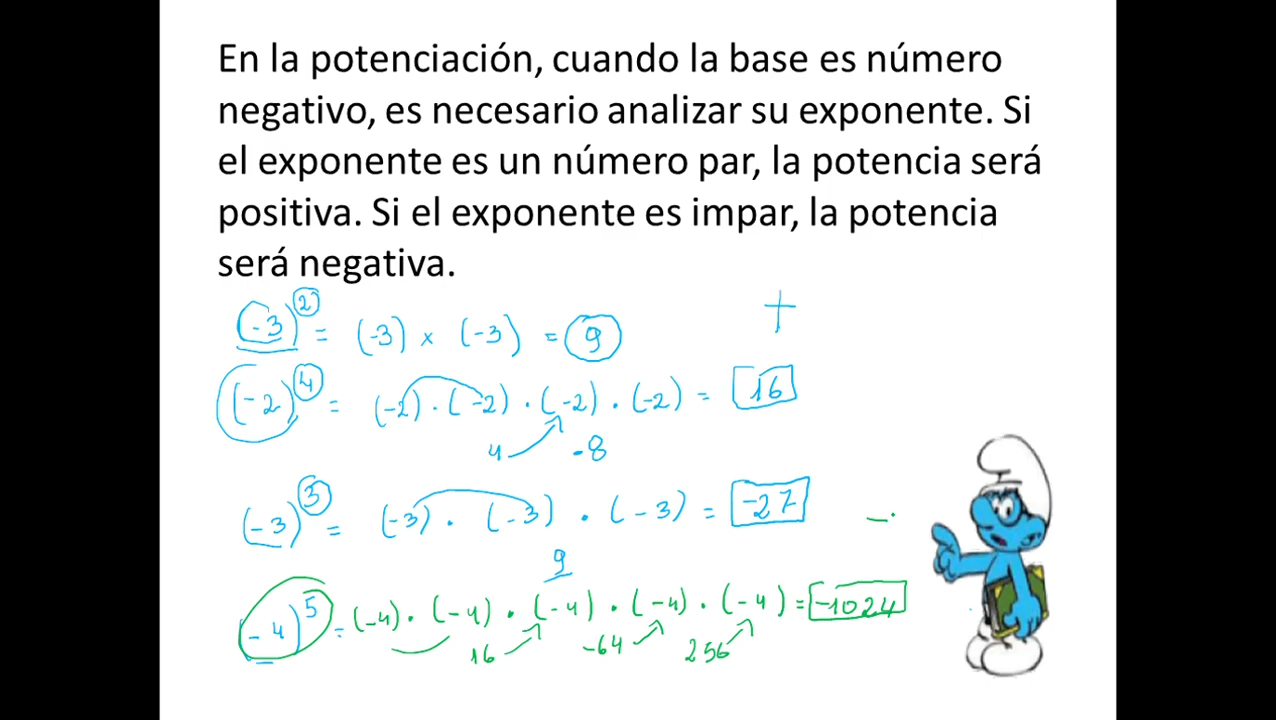 En la potenciación, cuando la base es número
negativo, es necesario analizar su exponente. Si
el exponente es un número par, la potencia será
positiva. Si el exponente es impar, la potencia
será negativa.
(-3)² = (-3) x (-3) = 9 +
(-2)⁴ = (-2) · (-2) · (-2) · (-2) = 16
4 -8
(-3)³ = (-3) · (-3) · (-3) = -27 -
9
(-4)⁵ = (-4) · (-4) · (-4) · (-4) · (-4) = -1024
16 -64 256